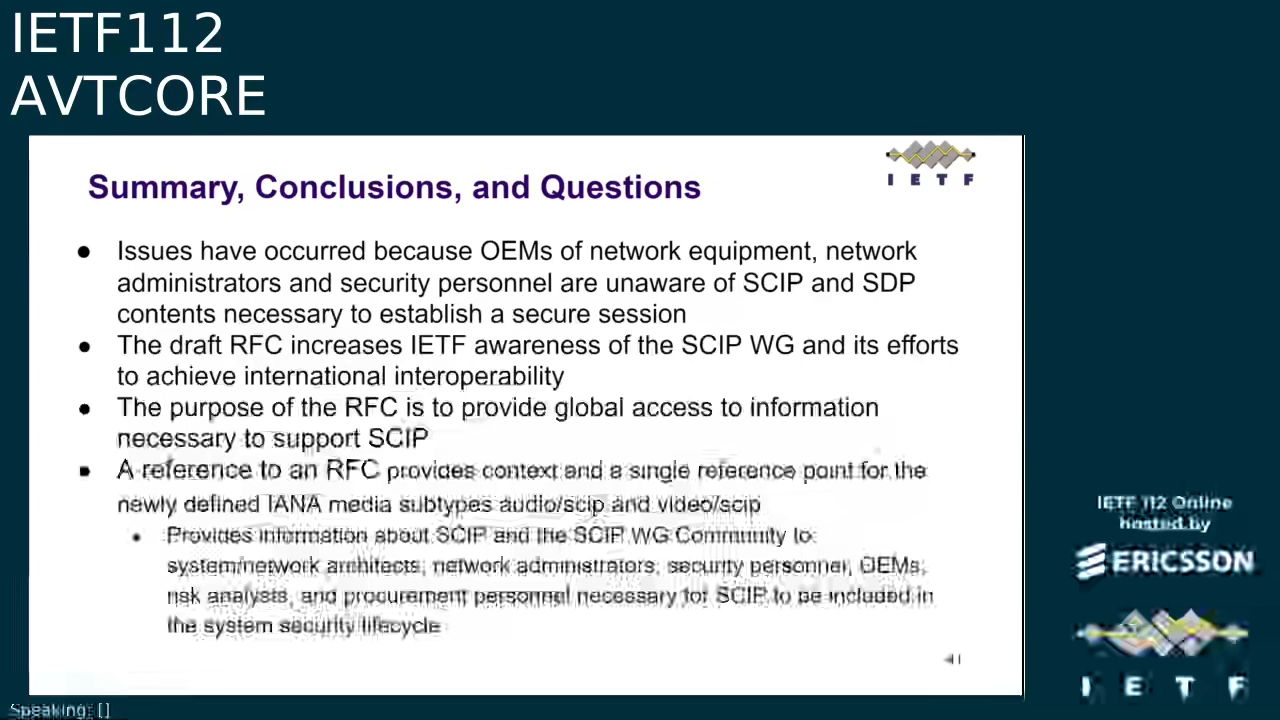 IETF112
AVTCORE
I E T F
Summary, Conclusions, and Questions
● Issues have occurred because OEMs of network equipment, network
administrators and security personnel are unaware of SCIP and SDP
contents necessary to establish a secure session
● The draft RFC increases IETF awareness of the SCIP WG and its efforts
to achieve international interoperability
● The purpose of the RFC is to provide global access to information
necessary to support SCIP
● A reference to an RFC provides context and a single reference point for the
newly defined IANA media subtypes audio/scip and video/scip
● Provides information about SCIP and the SCIP WG Community to
system/network architects, network administrators, security personnel, OEMs,
risk analysts, and procurement personnel necessary for SCIP to be included in
the system security lifecycle
IETF 112 Online
hosted by
ERICSSON
I E T F
Speaking: []